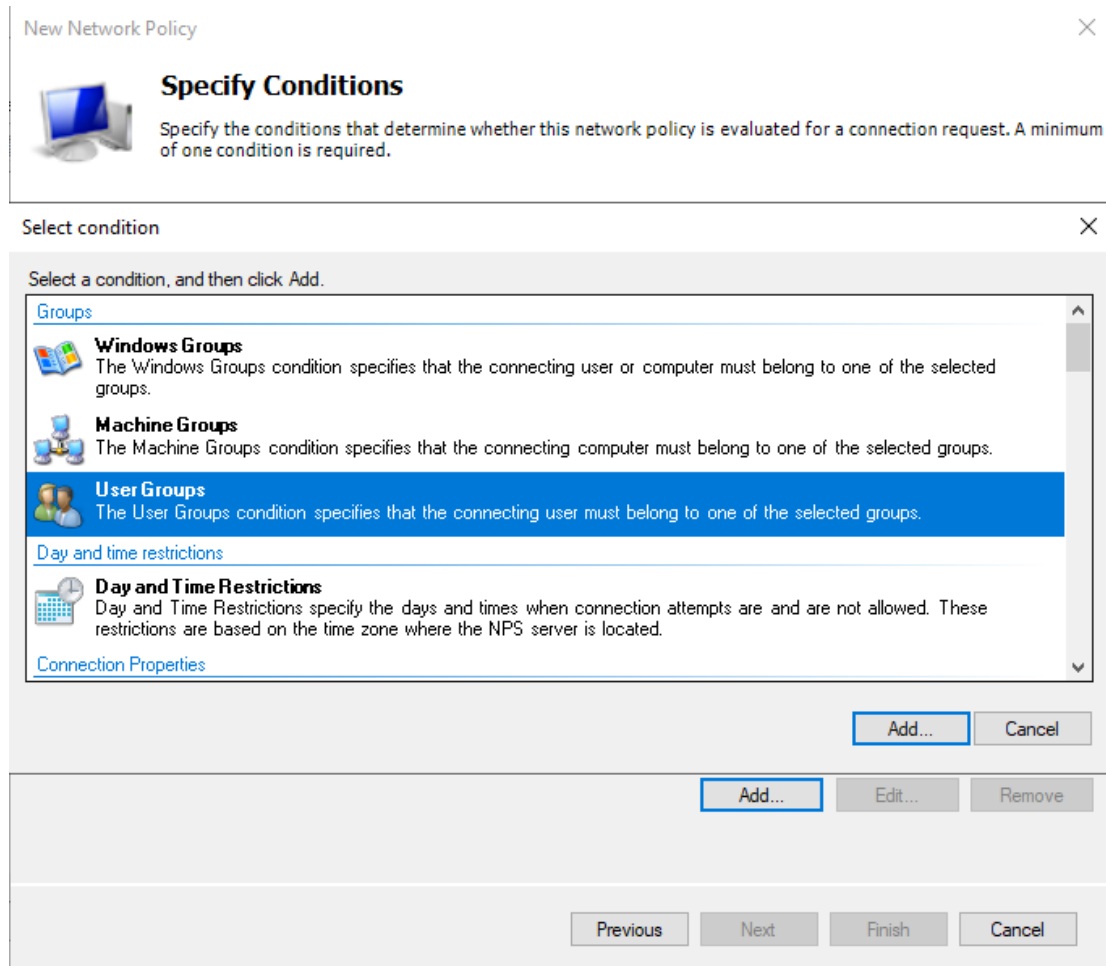 New Network Policy
Specify Conditions
Specify the conditions that determine whether this network policy is evaluated for a connection request. A minimum
of one condition is required.
Select condition
Select a condition, and then click Add.
Groups
Windows Groups
The Windows Groups condition specifies that the connecting user or computer must belong to one of the selected
groups.
Machine Groups
The Machine Groups condition specifies that the connecting computer must belong to one of the selected groups.
User Groups
The User Groups condition specifies that the connecting user must belong to one of the selected groups.
Day and time restrictions
Day and Time Restrictions
Day and Time Restrictions specify the days and times when connection attempts are and are not allowed. These
restrictions are based on the time zone where the NPS server is located.
Connection Properties
Add... Cancel
Add... Edit... Remove
Previous Next Finish Cancel